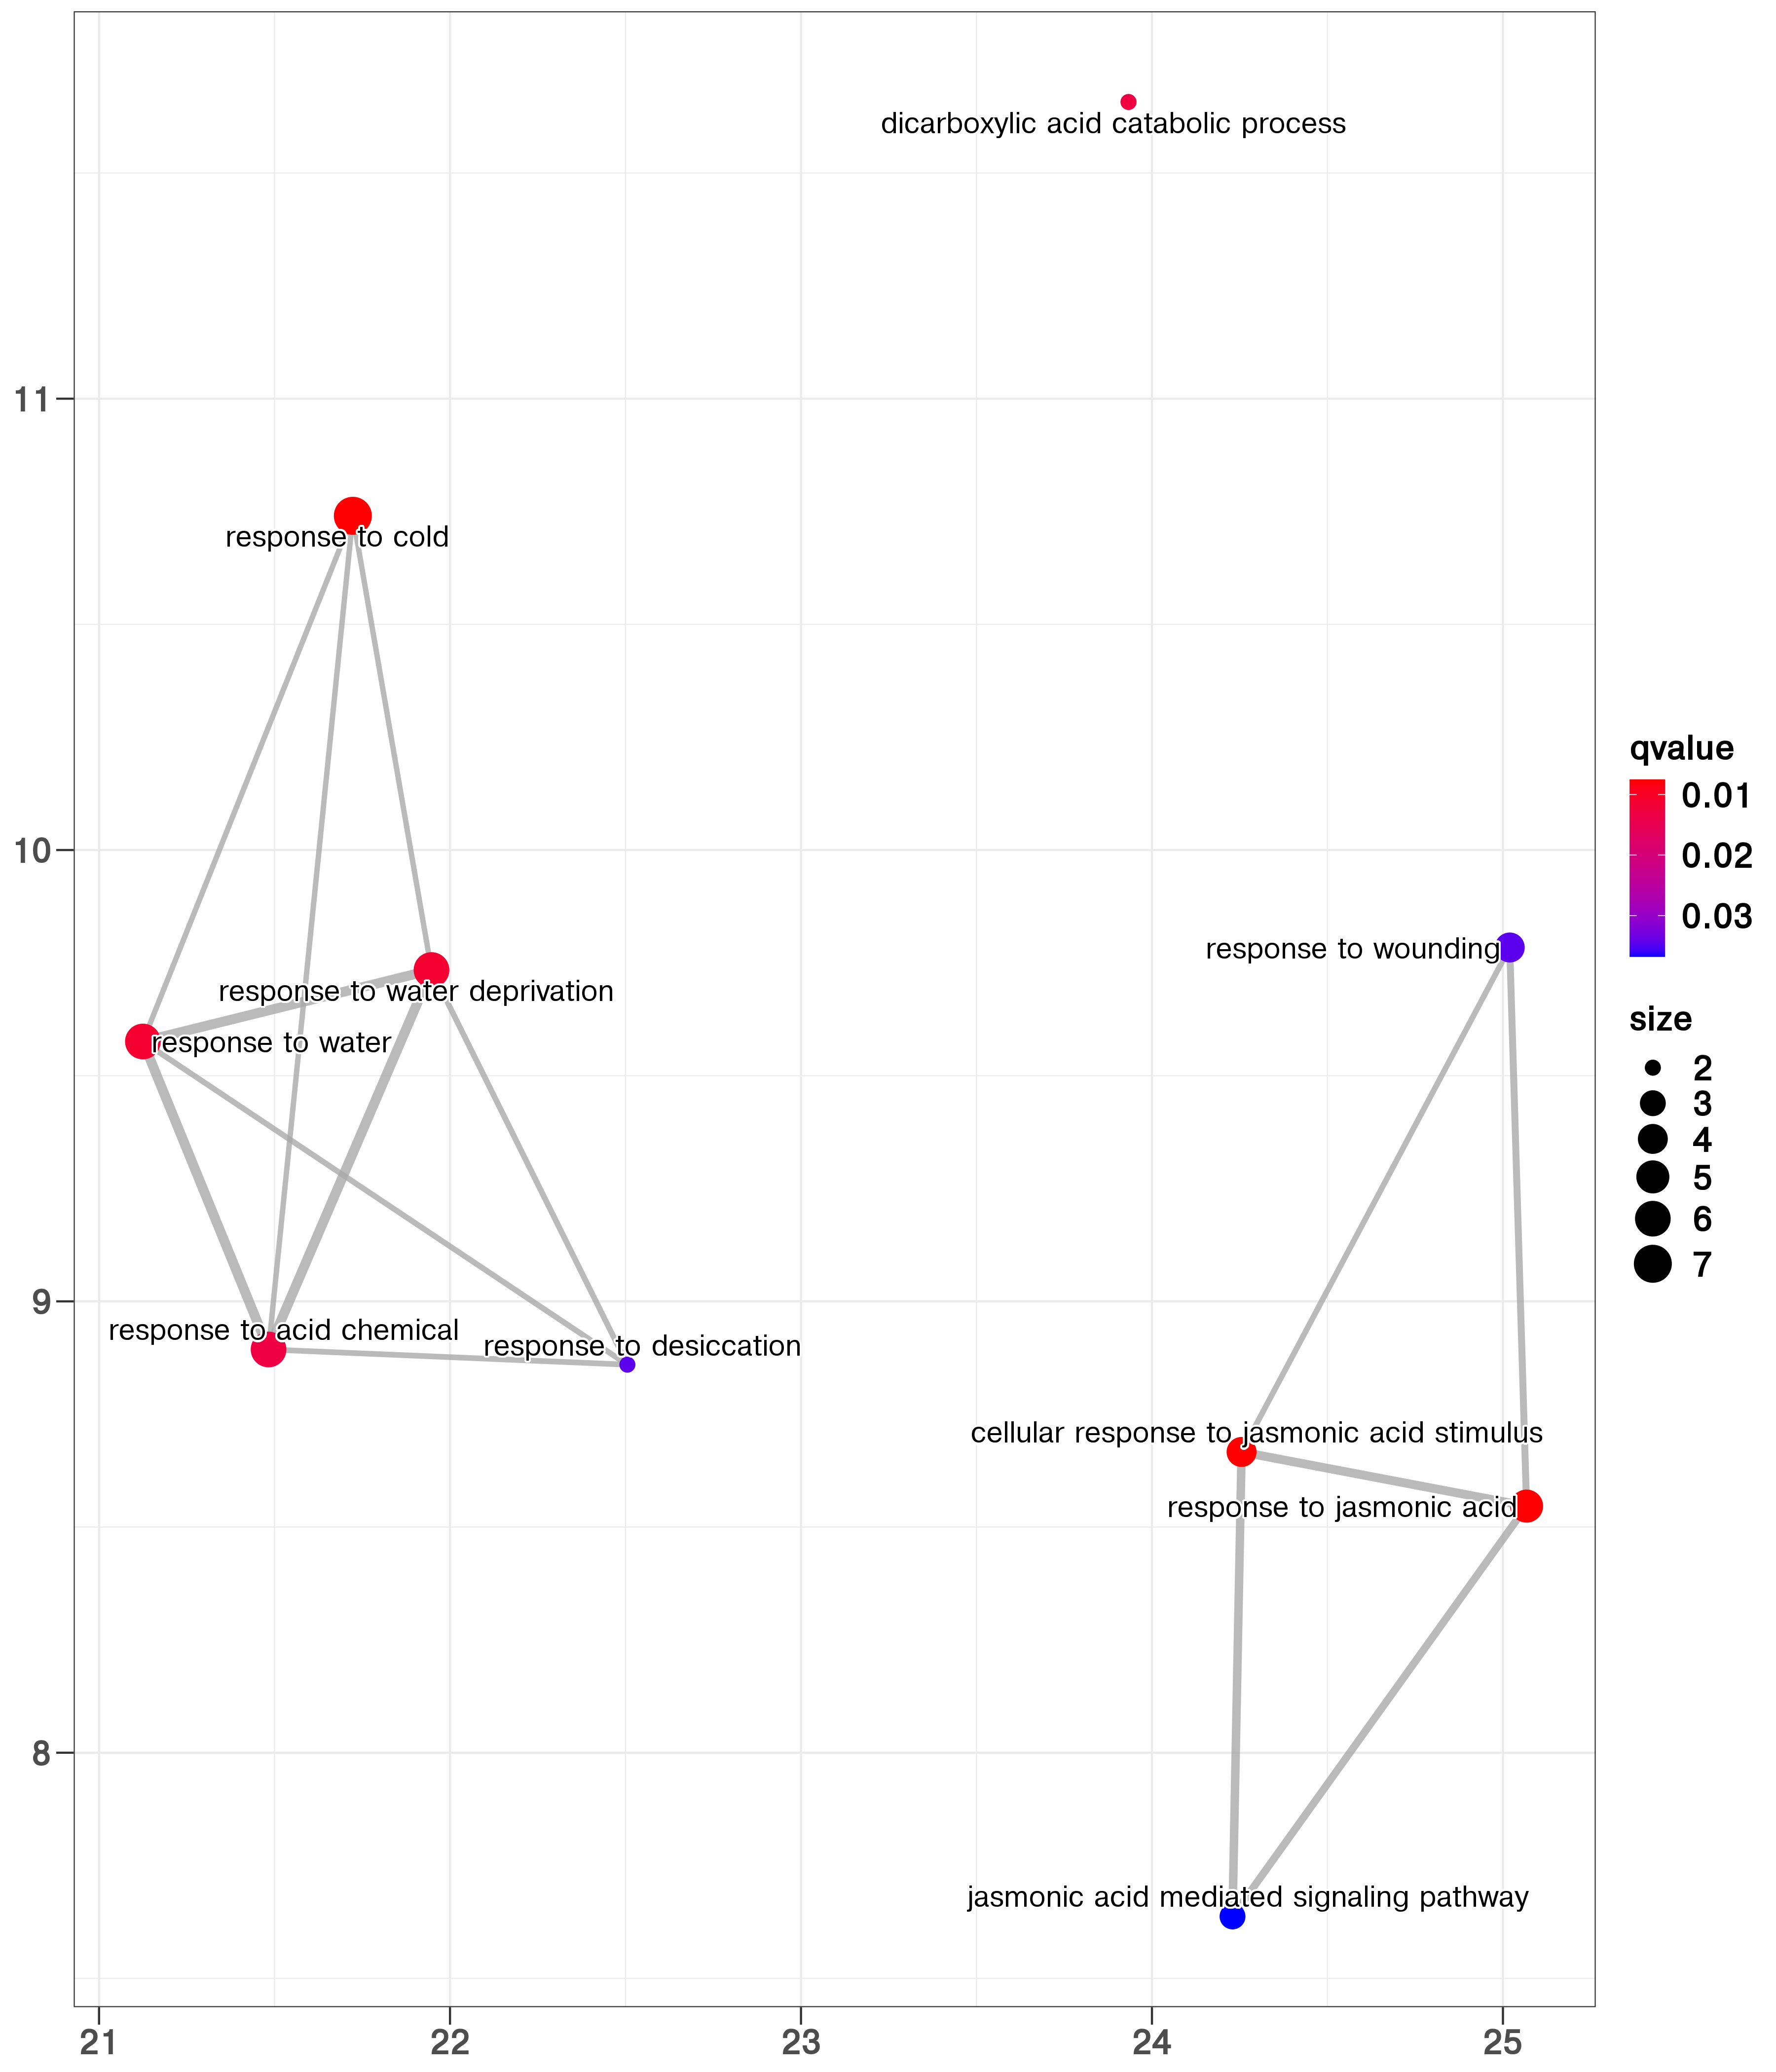 dicarboxylic acid catabolic process
11
response to cold
qvalue
0.01
0.02
0.03
10
response to wounding
response to water deprivation
response to water
size
2
3
4
5
6
7
9
response to acid chemical
response to desiccation
cellular response to jasmonic acid stimulus
response to jasmonic acid
8
jasmonic acid mediated signaling pathway
21
22
23
24
25